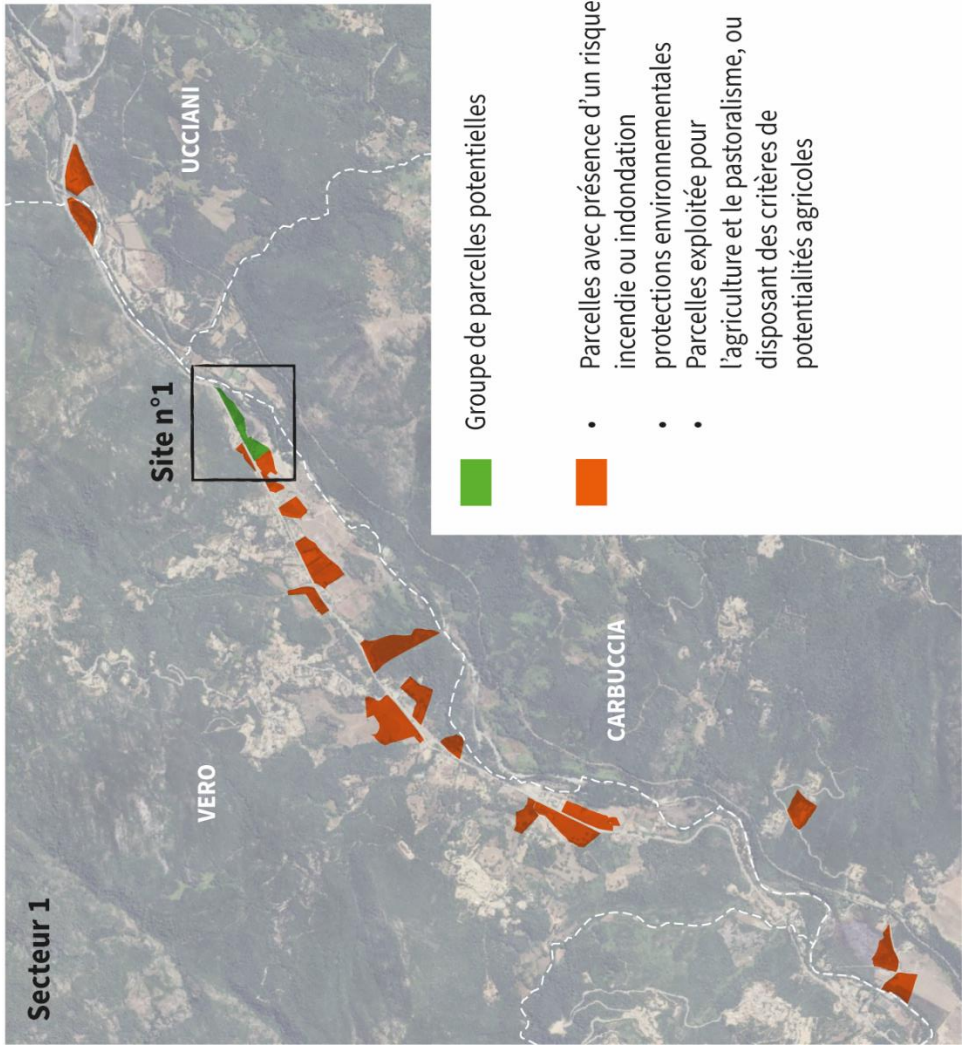 Secteur 1
VERO
Site n°1
UCCIANI
CARBUCCIA
Groupe de parcelles potentielles
• Parcelles avec présence d'un risque
incendie ou indondation
• protections environnementales
• Parcelles exploitée pour
l'agriculture et le pastoralisme, ou
disposant des critères de
potentialités agricoles